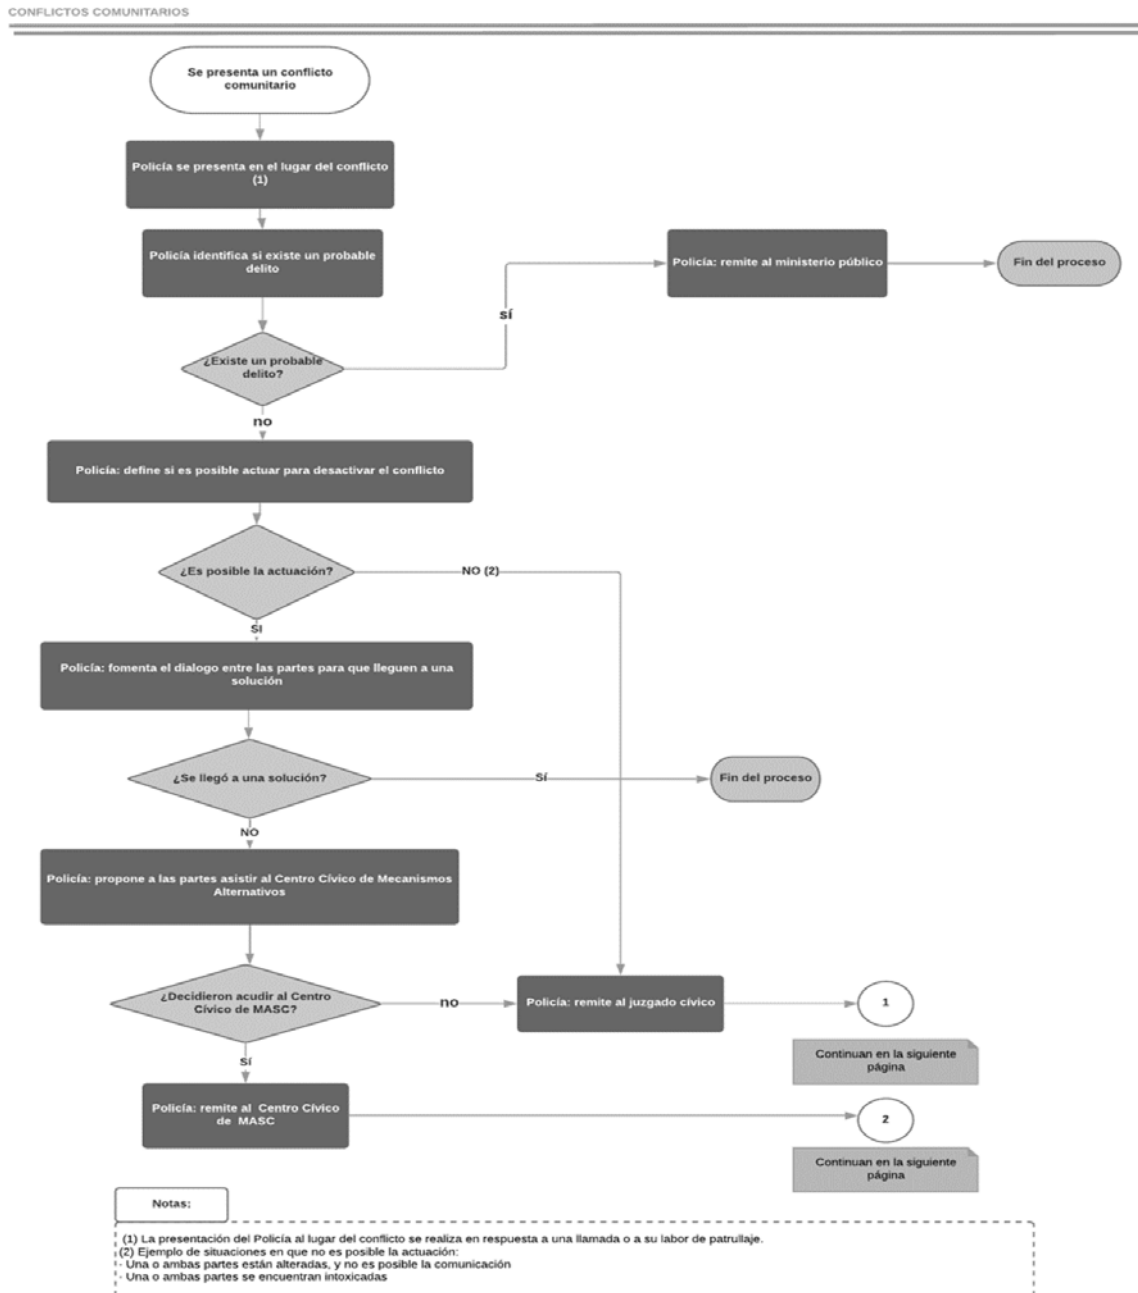 CONFLICTOS COMUNITARIOS
Se presenta un conflicto
comunitario
Policía se presenta en el lugar del conflicto
(1)
Policía identifica si existe un probable
delito
Policía: remite al ministerio público
Fin del proceso
sí
¿Existe un probable
delito?
no
Policía: define si es posible actuar para desactivar el conflicto
¿Es posible la actuación?
NO (2)
SI
Policía: fomenta el dialogo entre las partes para que lleguen a una
solución
¿Se llegó a una solución?
Sí
Fin del proceso
NO
Policía: propone a las partes asistir al Centro Cívico de Mecanismos
Alternativos
¿Decidieron acudir al Centro
Cívico de MASC?
no
Policía: remite al juzgado cívico
1
Continuan en la siguiente
página
Sí
Policía: remite al Centro Cívico
de MASC
2
Continuan en la siguiente
página
Notas:
(1) La presentación del Policía al lugar del conflicto se realiza en respuesta a una llamada o a su labor de patrullaje.
(2) Ejemplo de situaciones en que no es posible la actuación:
- Una o ambas partes están alteradas, y no es posible la comunicación
- Una o ambas partes se encuentran intoxicadas